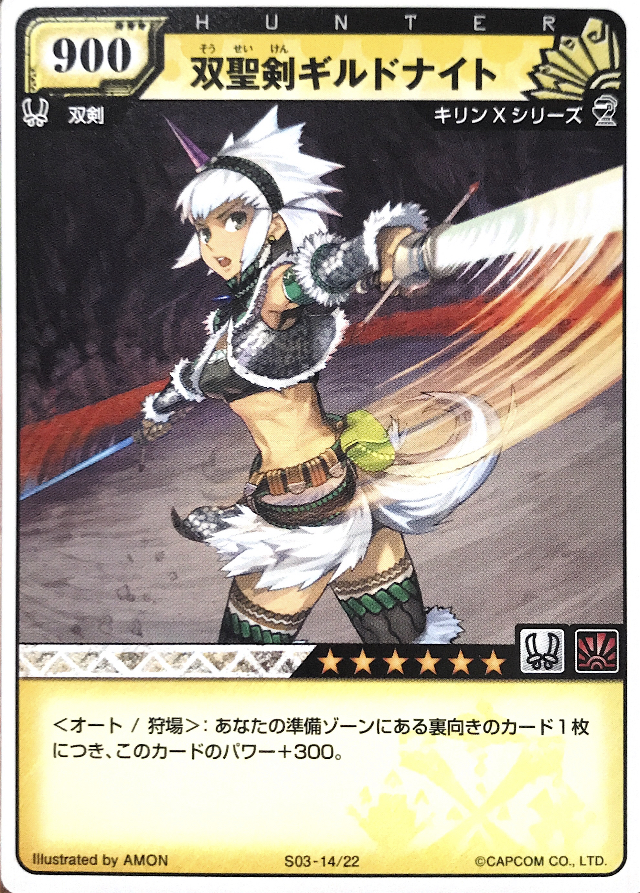 HUNTER
900
そう せい けん
双聖剣ギルドナイト
双剣
キリンXシリーズ
★★★★★★
<オート / 狩場>：あなたの準備ゾーンにある裏向きのカード1枚
につき、このカードのパワー+300。
Illustrated by AMON
S03-14/22
©CAPCOM CO., LTD.